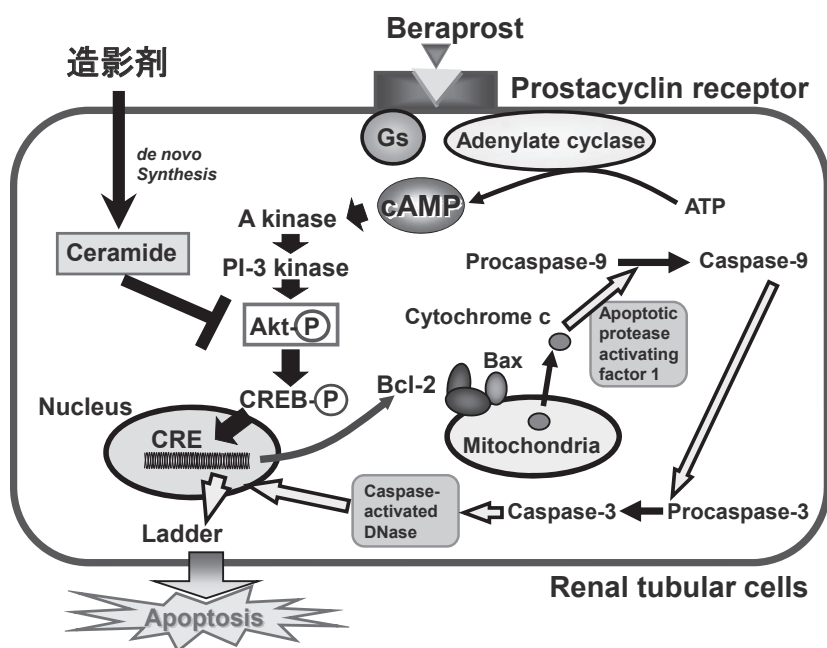 Beraprost
造影剤
Prostacyclin receptor
Gs
Adenylate cyclase
de novo
Synthesis
cAMP
ATP
A kinase
Ceramide
PI-3 kinase
Procaspase-9
Caspase-9
Akt-P
Cytochrome c
Apoptotic
protease
activating
factor 1
Bax
Bcl-2
CREB-P
Nucleus
CRE
Mitochondria
Caspase-
activated
DNase
Caspase-3
Procaspase-3
Ladder
Renal tubular cells
Apoptosis